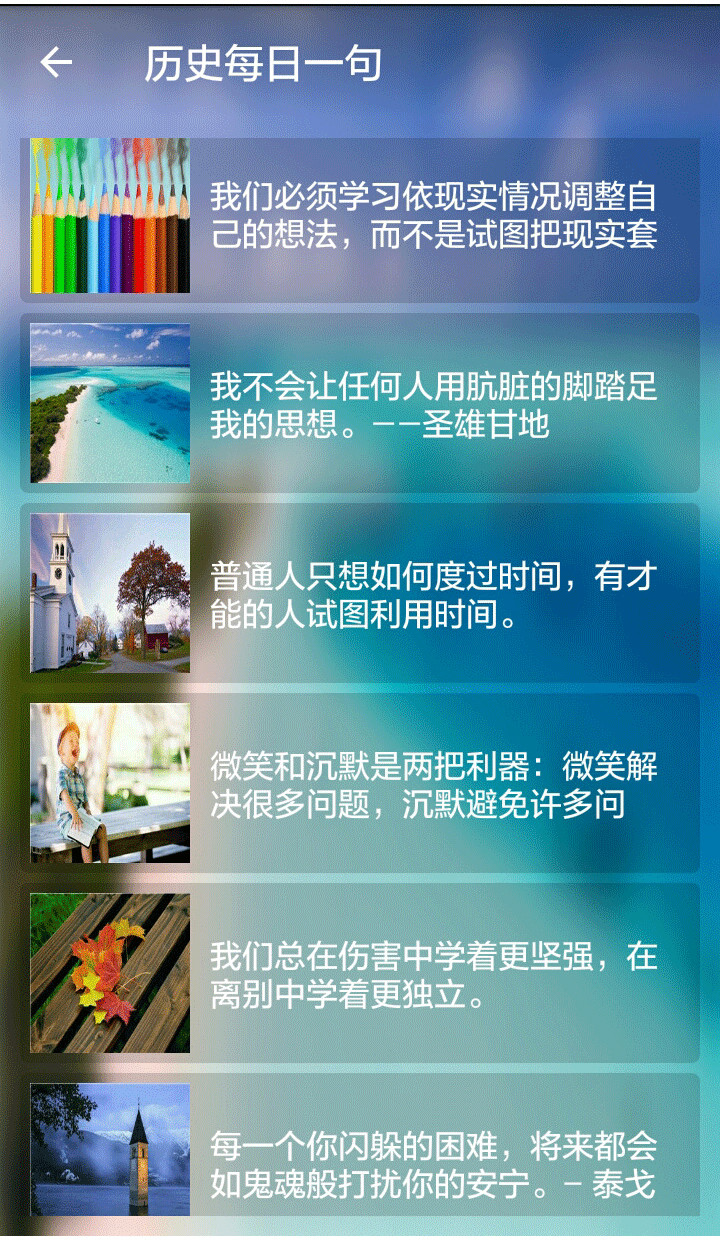 历史每日一句
我们必须学习依现实情况调整自
己的想法，而不是试图把现实套
我不会让任何人用肮脏的脚踏足
我的思想。——圣雄甘地
普通人只想如何度过时间，有才
能的人试图利用时间。
微笑和沉默是两把利器：微笑解
决很多问题，沉默避免许多问
我们总在伤害中学着更坚强，在
离别中学着更独立。
每一个你闪躲的困难，将来都会
如鬼魂般打扰你的安宁。- 泰戈